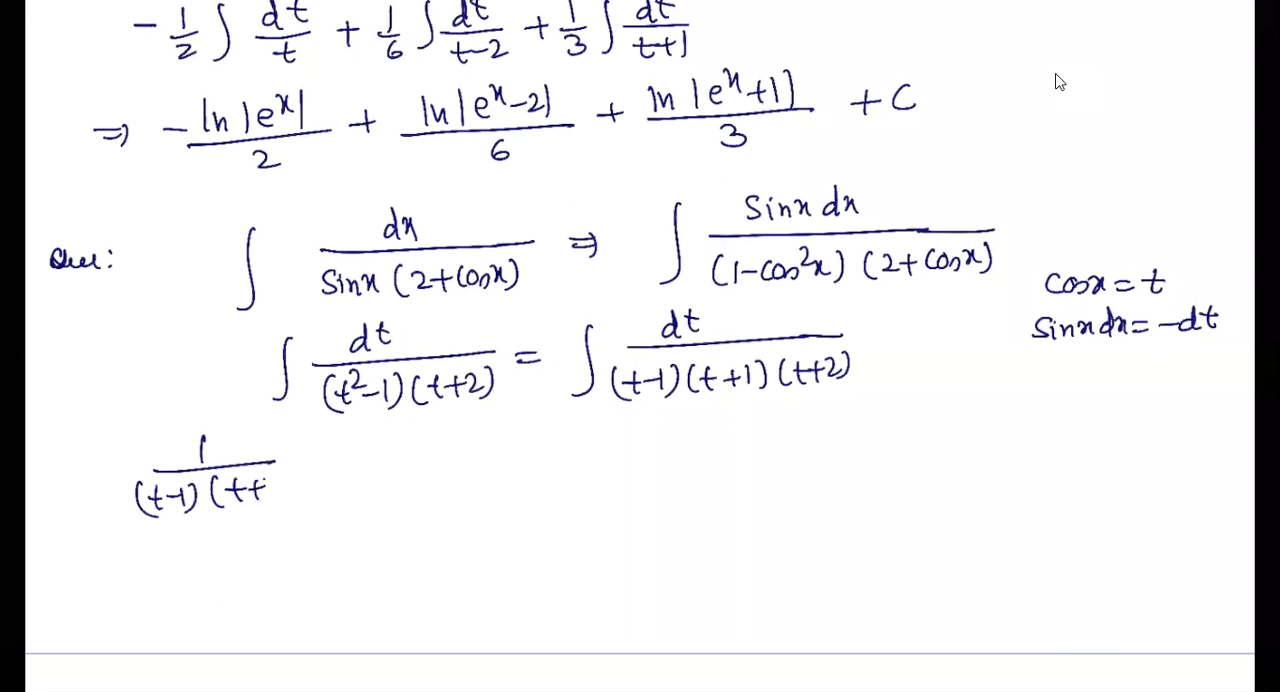 - 1/2 ∫ dt/t + 1/6 ∫ dt/(t-2) + 1/3 ∫ dt/(t+1)
⇒ - ln|e^x|/2 + ln|e^x-2|/6 + ln|e^x+1|/3 + C
Que: ∫ dx/(Sinx (2+cosx)) ⇒ ∫ Sinx dx/((1-cos²x) (2+cosx))
cosx = t
Sinx dx = -dt
∫ dt/((t²-1)(t+2)) = ∫ dt/((t-1)(t+1)(t+2))
1/((t-1)(t+